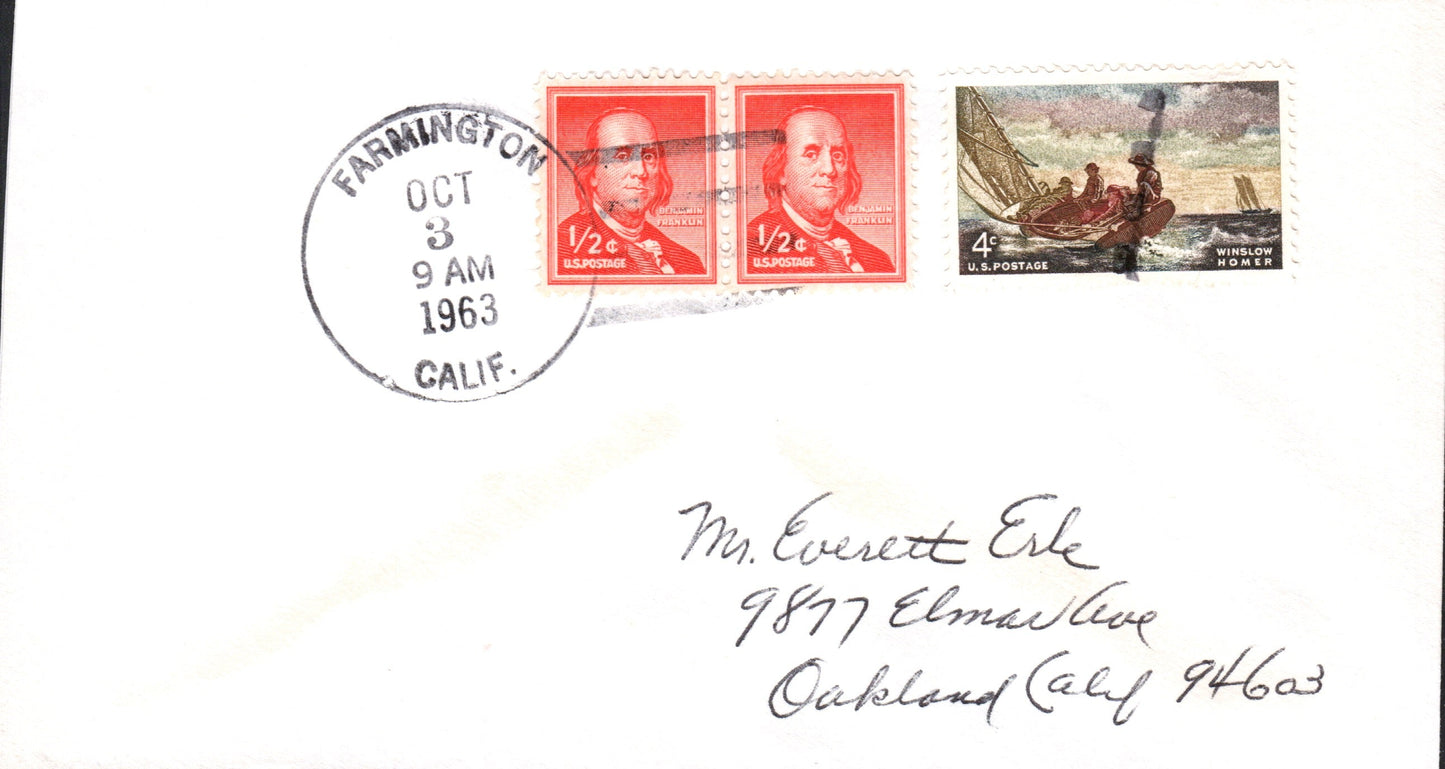 FARMINGTON
OCT
3
9 AM
1963
CALIF.
BENJAMIN
FRANKLIN
1/2 ¢
U.S. POSTAGE
BENJAMIN
FRANKLIN
1/2 ¢
U.S. POSTAGE
4c
U.S. POSTAGE
WINSLOW
HOMER
Mr. Everett Erle
9877 Elmar Ave
Oakland Calif 94603